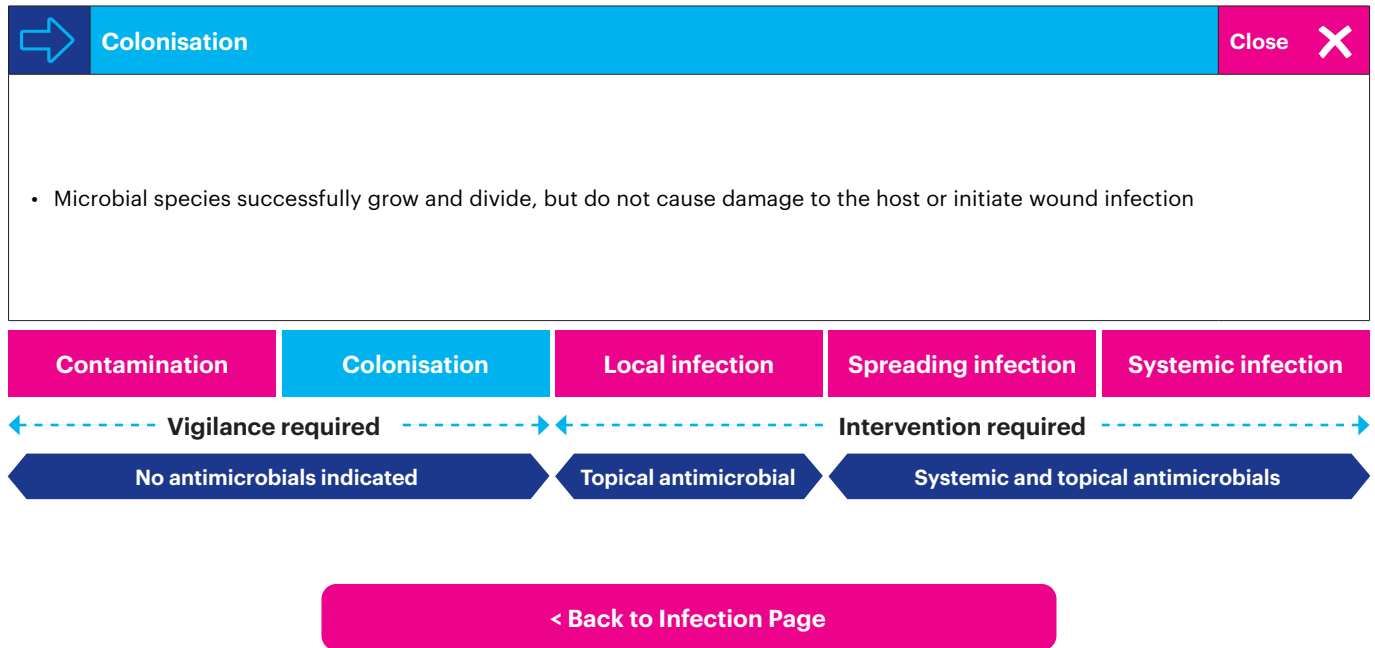 Colonisation
Close
• Microbial species successfully grow and divide, but do not cause damage to the host or initiate wound infection
Contamination
Colonisation
Local infection
Spreading infection
Systemic infection
Vigilance required
Intervention required
No antimicrobials indicated
Topical antimicrobial
Systemic and topical antimicrobials
< Back to Infection Page